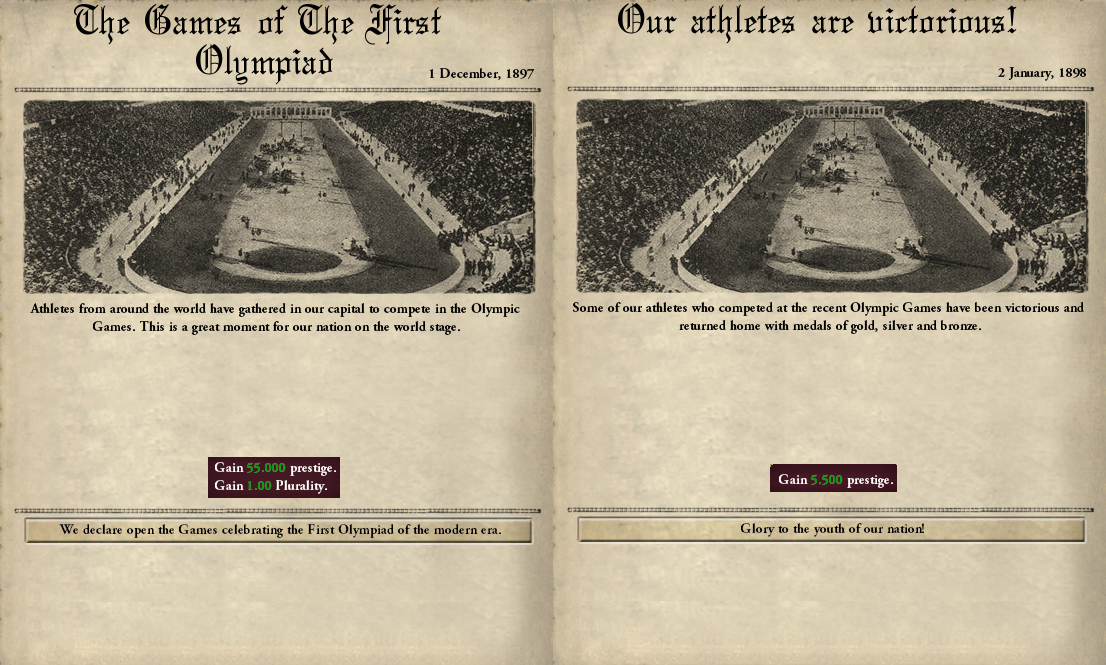 The Games of The First
Olympiad
1 December, 1897
Athletes from around the world have gathered in our capital to compete in the Olympic
Games. This is a great moment for our nation on the world stage.
Gain 55.000 prestige.
Gain 1.00 Plurality.
We declare open the Games celebrating the First Olympiad of the modern era.
Our athletes are victorious!
2 January, 1898
Some of our athletes who competed at the recent Olympic Games have been victorious and
returned home with medals of gold, silver and bronze.
Gain 5.500 prestige.
Glory to the youth of our nation!